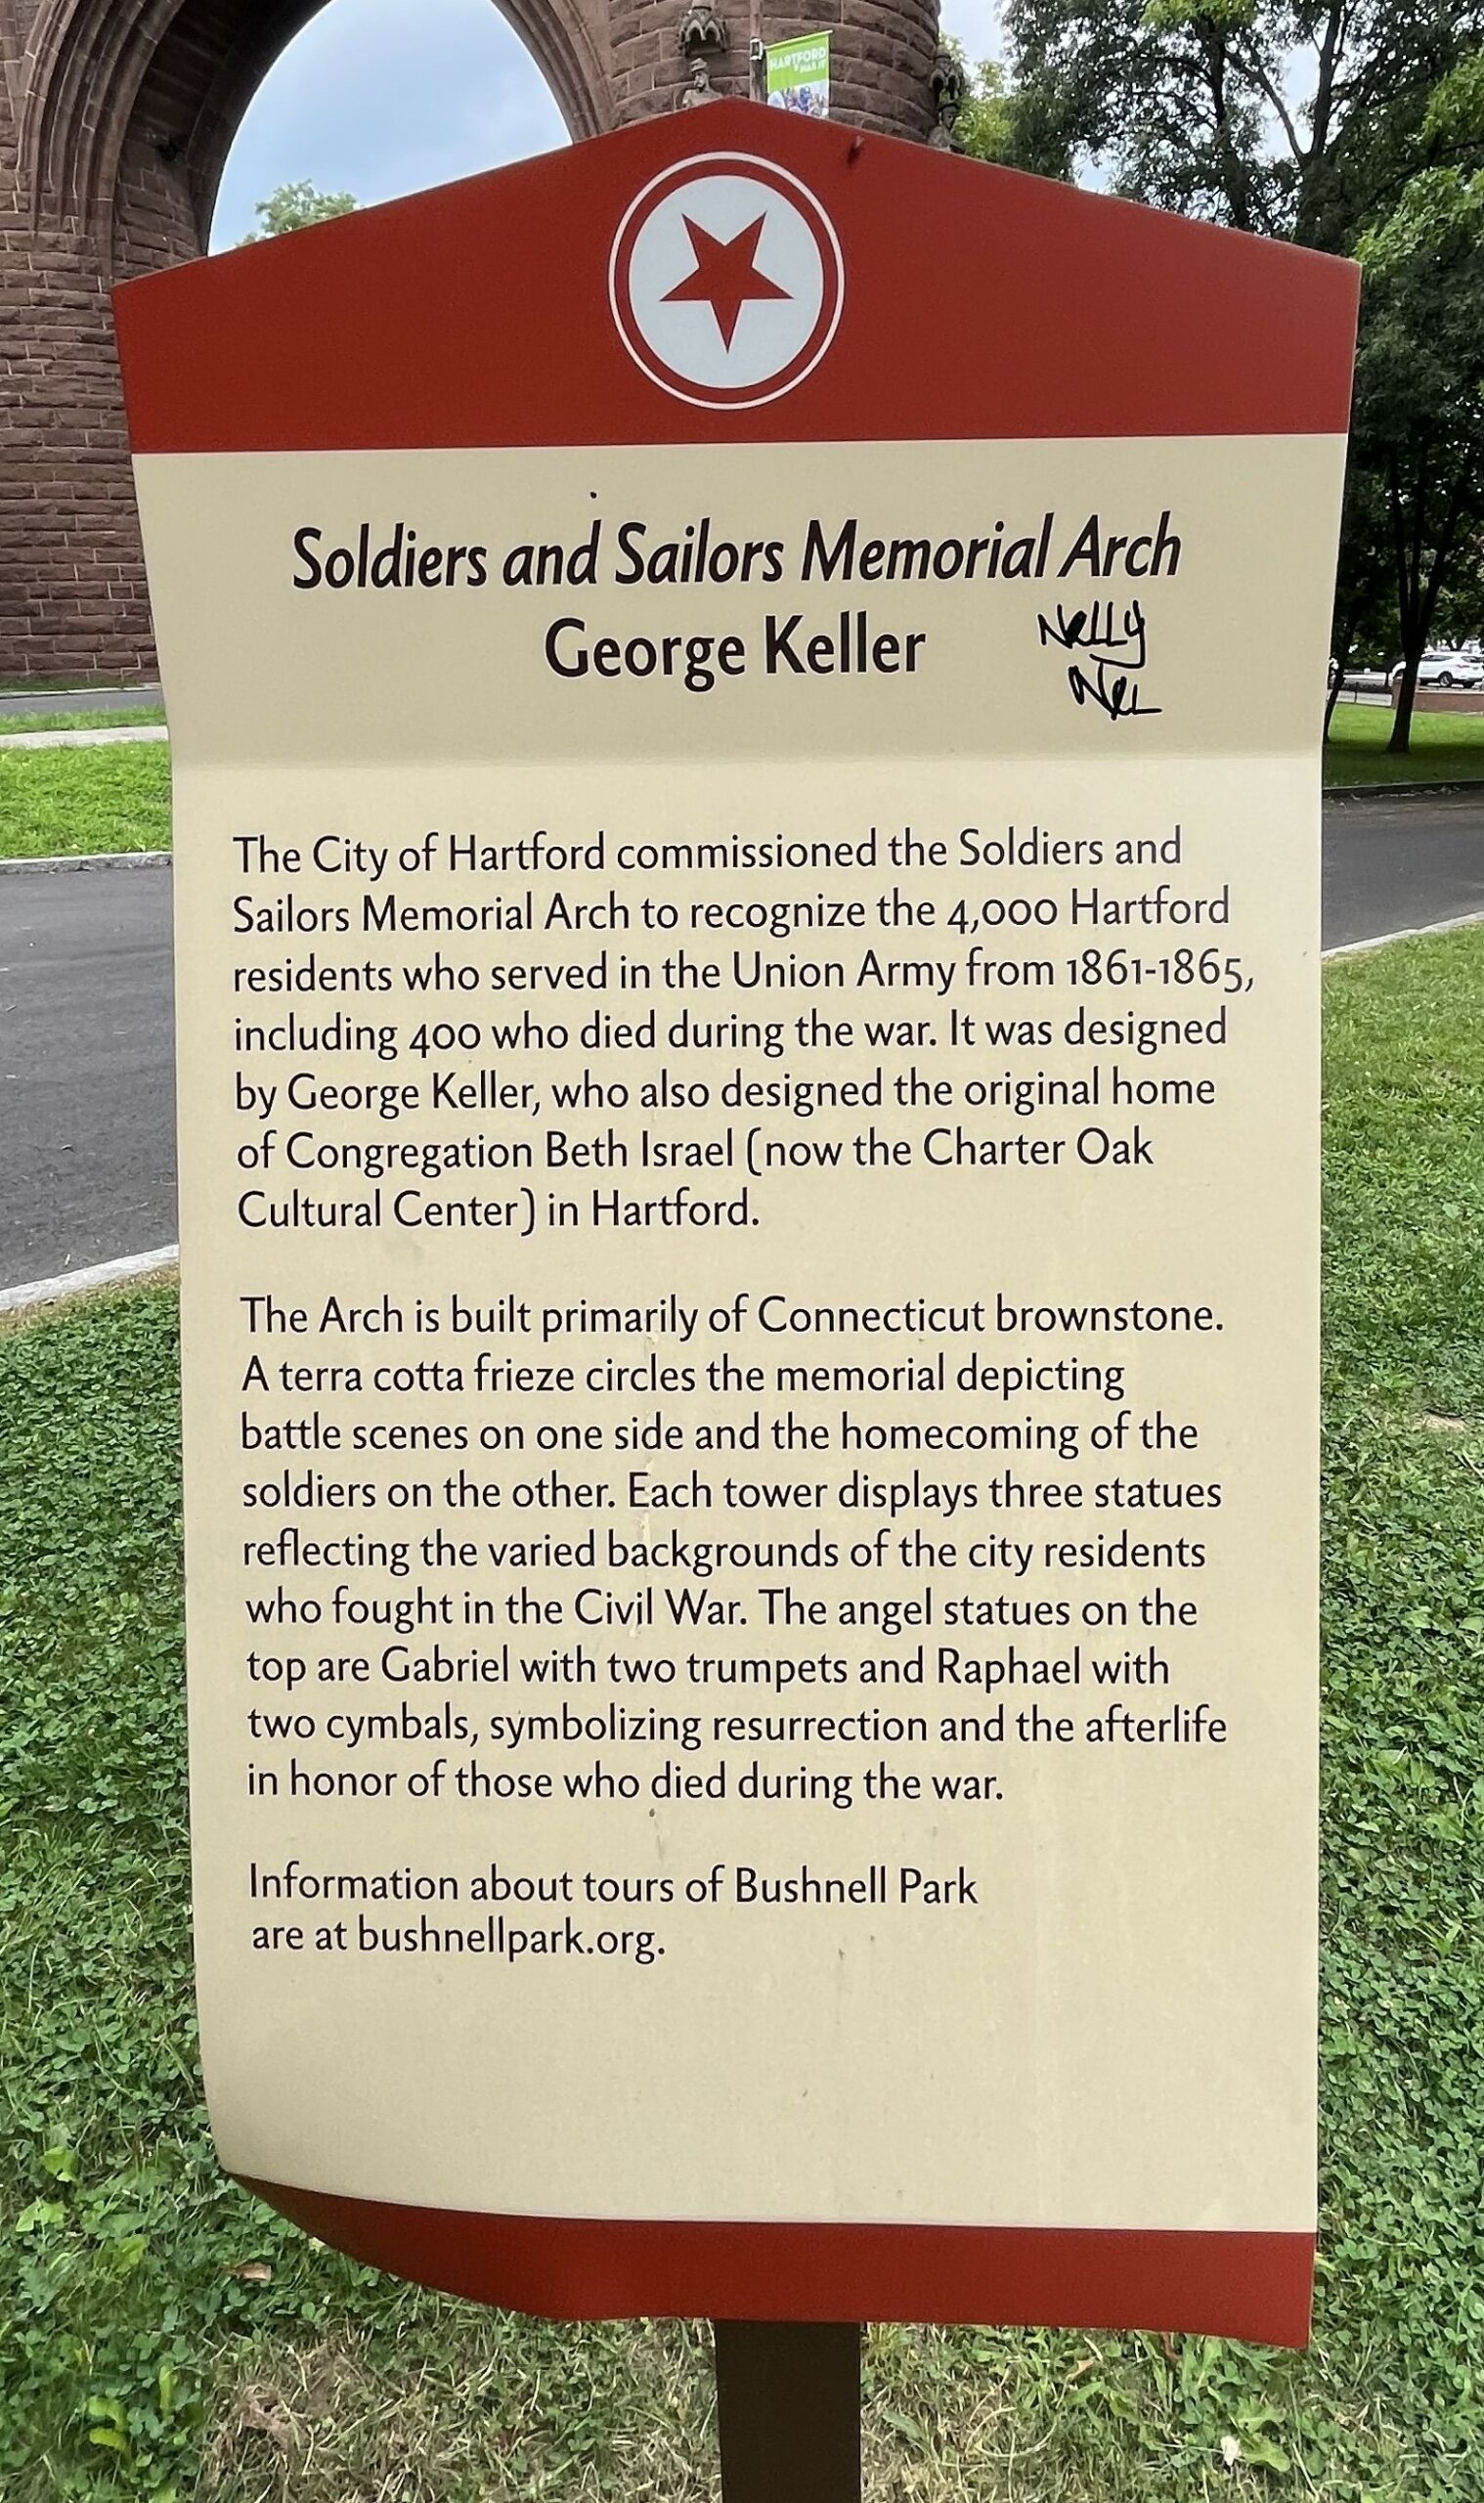 HARTFORD
HAS IT
Soldiers and Sailors Memorial Arch
George Keller
Nelly
Nel
The City of Hartford commissioned the Soldiers and
Sailors Memorial Arch to recognize the 4,000 Hartford
residents who served in the Union Army from 1861-1865,
including 400 who died during the war. It was designed
by George Keller, who also designed the original home
of Congregation Beth Israel (now the Charter Oak
Cultural Center) in Hartford.
The Arch is built primarily of Connecticut brownstone.
A terra cotta frieze circles the memorial depicting
battle scenes on one side and the homecoming of the
soldiers on the other. Each tower displays three statues
reflecting the varied backgrounds of the city residents
who fought in the Civil War. The angel statues on the
top are Gabriel with two trumpets and Raphael with
two cymbals, symbolizing resurrection and the afterlife
in honor of those who died during the war.
Information about tours of Bushnell Park
are at bushnellpark.org.